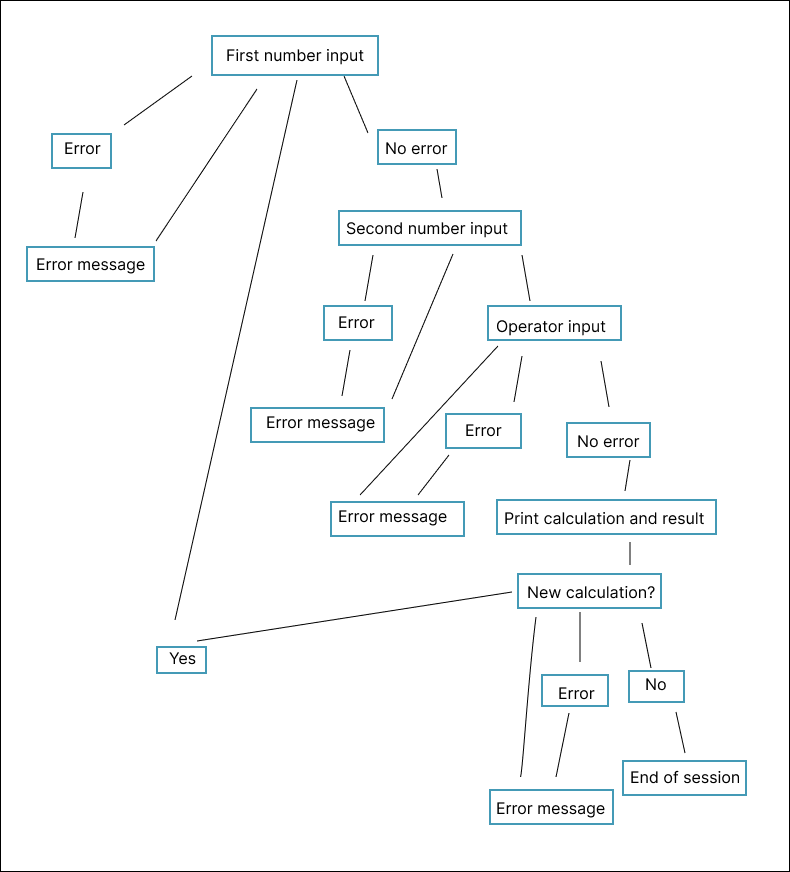 First number input
Error
No error
Error message
Second number input
Error
Operator input
Error message
Error
No error
Error message
Print calculation and result
New calculation?
Yes
Error
No
End of session
Error message